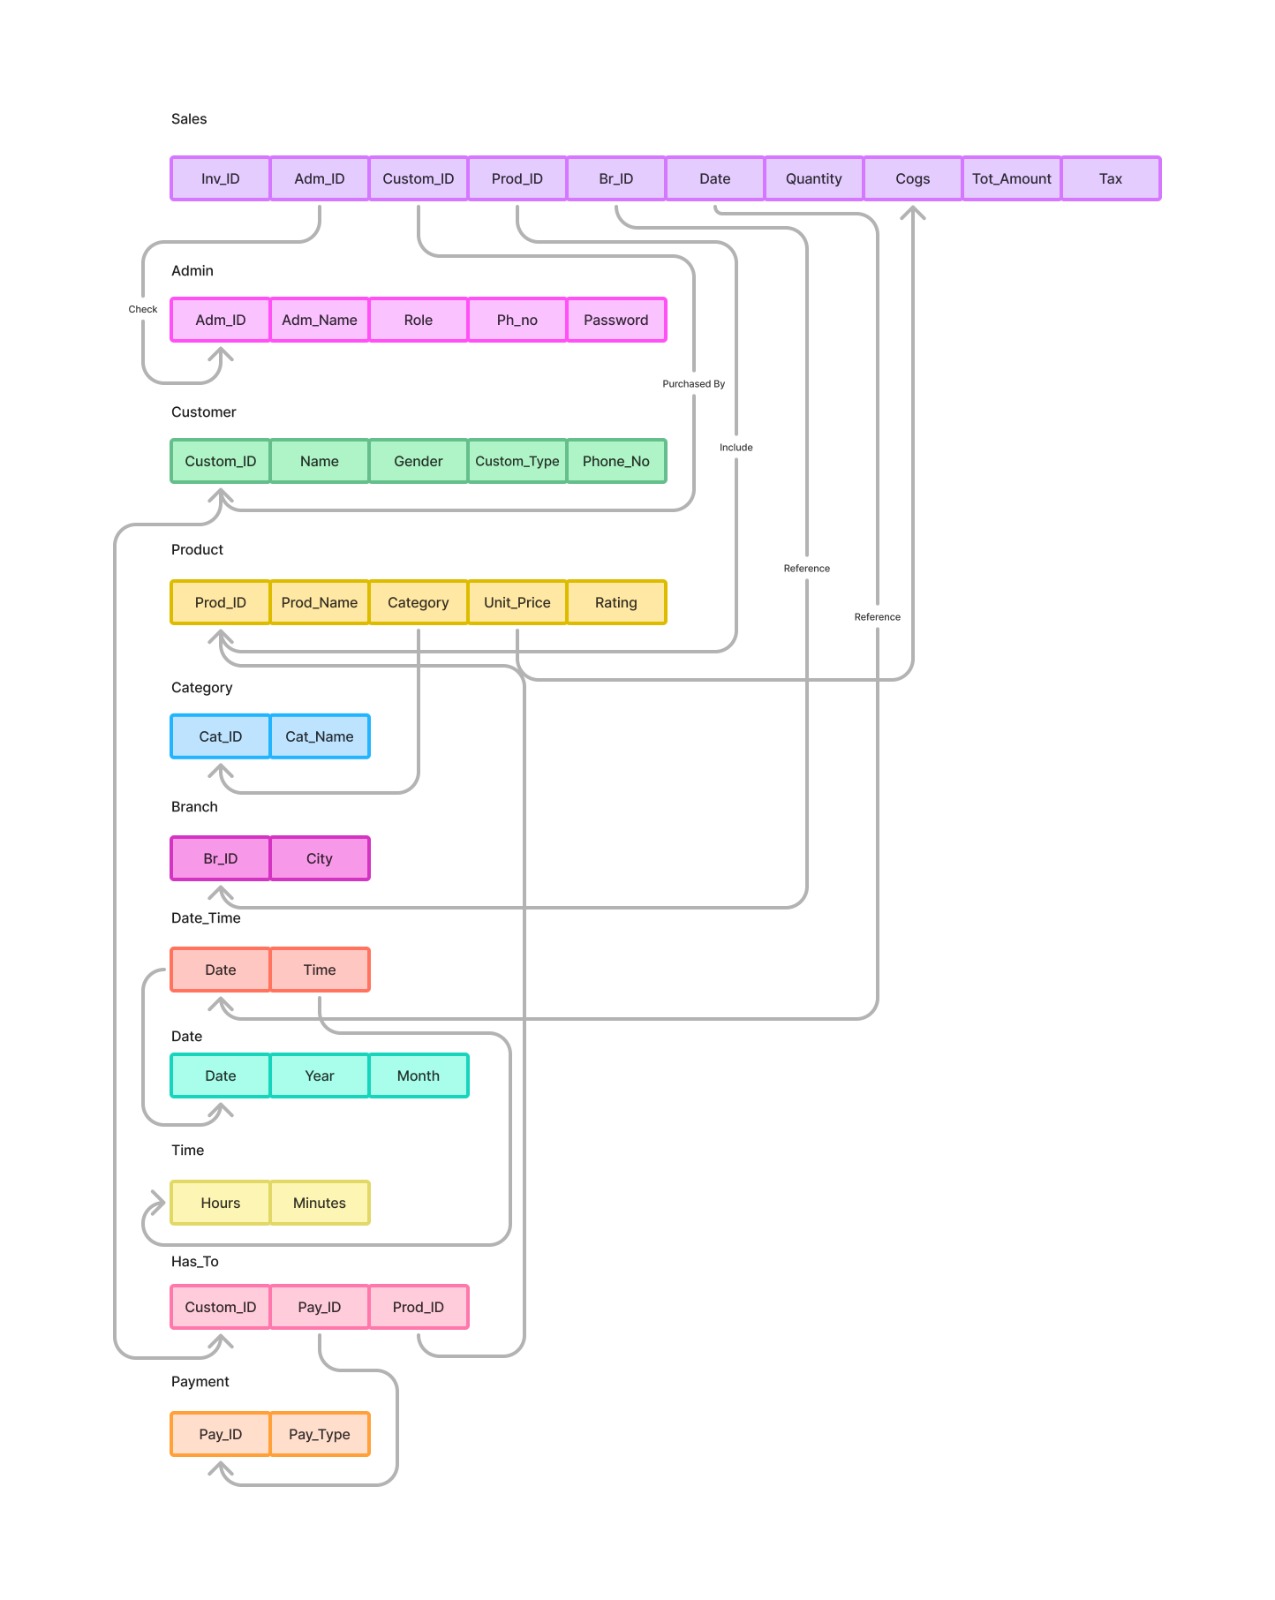 Sales
Inv_ID Adm_ID Custom_ID Prod_ID Br_ID Date Quantity Cogs Tot_Amount Tax
Admin
Check
Adm_ID Adm_Name Role Ph_no Password
Purchased By
Customer
Include
Custom_ID Name Gender Custom_Type Phone_No
Product
Reference
Prod_ID Prod_Name Category Unit_Price Rating
Reference
Category
Cat_ID Cat_Name
Branch
Br_ID City
Date_Time
Date Time
Date
Date Year Month
Time
Hours Minutes
Has_To
Custom_ID Pay_ID Prod_ID
Payment
Pay_ID Pay_Type